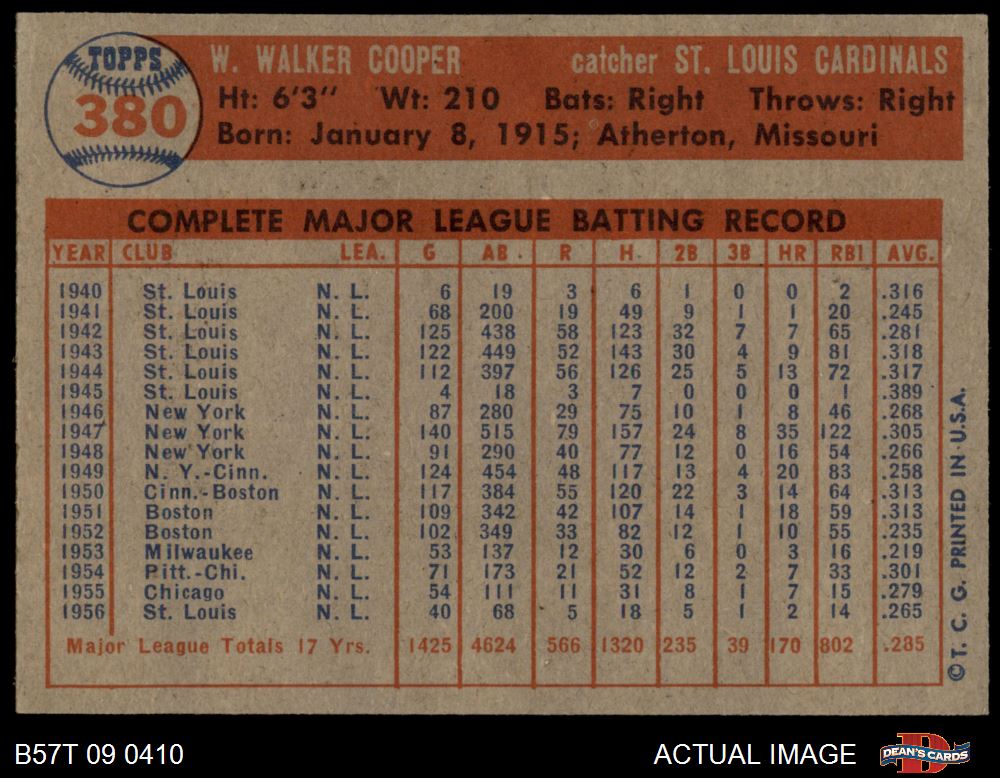 TOPPS
380
W. WALKER COOPER catcher ST. LOUIS CARDINALS
Ht: 6'3" Wt: 210 Bats: Right Throws: Right
Born: January 8, 1915; Atherton, Missouri
COMPLETE MAJOR LEAGUE BATTING RECORD
YEAR CLUB LEA. G AB R H 2B 3B HR RBI AVG.
1940 St. Louis N. L. 6 19 3 6 1 0 0 2 .316
1941 St. Louis N. L. 68 200 19 49 9 1 1 20 .245
1942 St. Louis N. L. 125 438 58 123 32 7 7 65 .281
1943 St. Louis N. L. 122 449 52 143 30 4 9 81 .318
1944 St. Louis N. L. 112 397 56 126 25 5 13 72 .317
1945 St. Louis N. L. 4 18 3 7 0 0 0 1 .389
1946 New York N. L. 87 280 29 75 10 1 8 46 .268
1947 New York N. L. 140 515 79 157 24 8 35 122 .305
1948 New York N. L. 91 290 40 77 12 0 16 54 .266
1949 N. Y.-Cinn. N. L. 124 454 48 117 13 4 20 83 .258
1950 Cinn.-Boston N. L. 117 384 55 120 22 3 14 64 .313
1951 Boston N. L. 109 342 42 107 14 1 18 59 .313
1952 Boston N. L. 102 349 33 82 12 1 10 55 .235
1953 Milwaukee N. L. 53 137 12 30 6 0 3 16 .219
1954 Pitt.-Chi. N. L. 71 173 21 52 12 2 7 33 .301
1955 Chicago N. L. 54 111 11 31 8 1 7 15 .279
1956 St. Louis N. L. 40 68 5 18 5 1 2 14 .265
Major League Totals 17 Yrs. 1425 4624 566 1320 235 39 170 802 .285
© T. C. G. PRINTED IN U.S.A.
B57T 09 0410 ACTUAL IMAGE DEAN'S CARDS